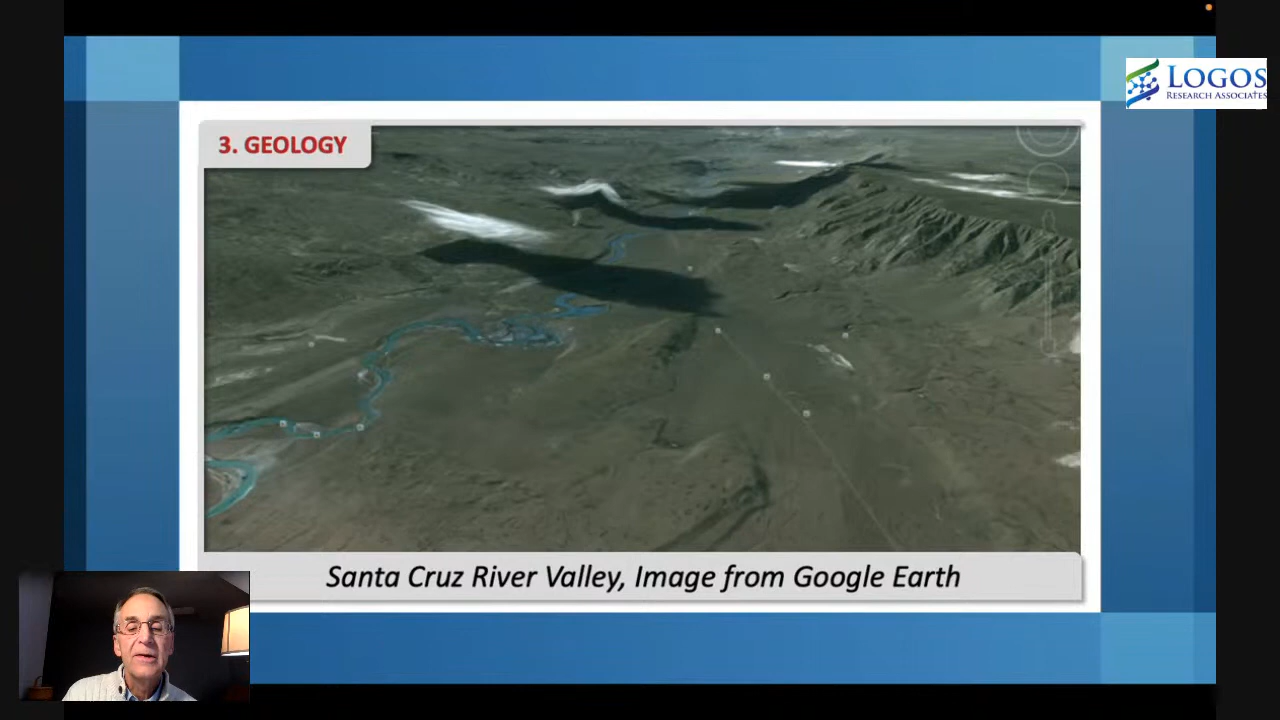 LOGOS
RESEARCH ASSOCIATES
3. GEOLOGY
Santa Cruz River Valley, Image from Google Earth